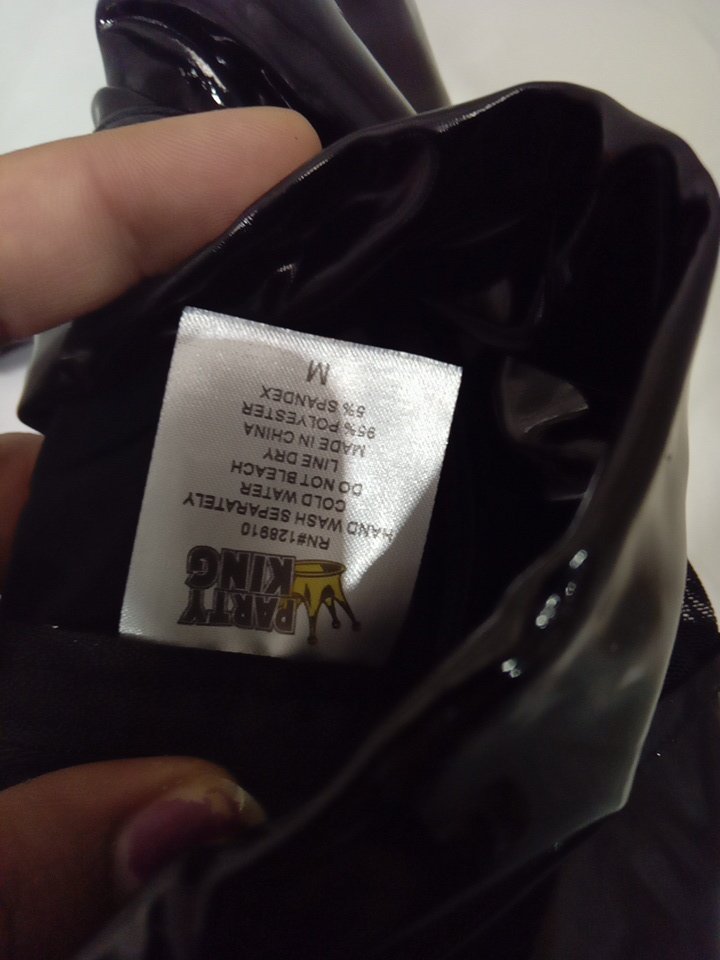 PARTY
KING
RN#128910
HAND WASH SEPARATELY
COLD WATER
DO NOT BLEACH
LINE DRY
MADE IN CHINA
95% POLYESTER
5% SPANDEX
M